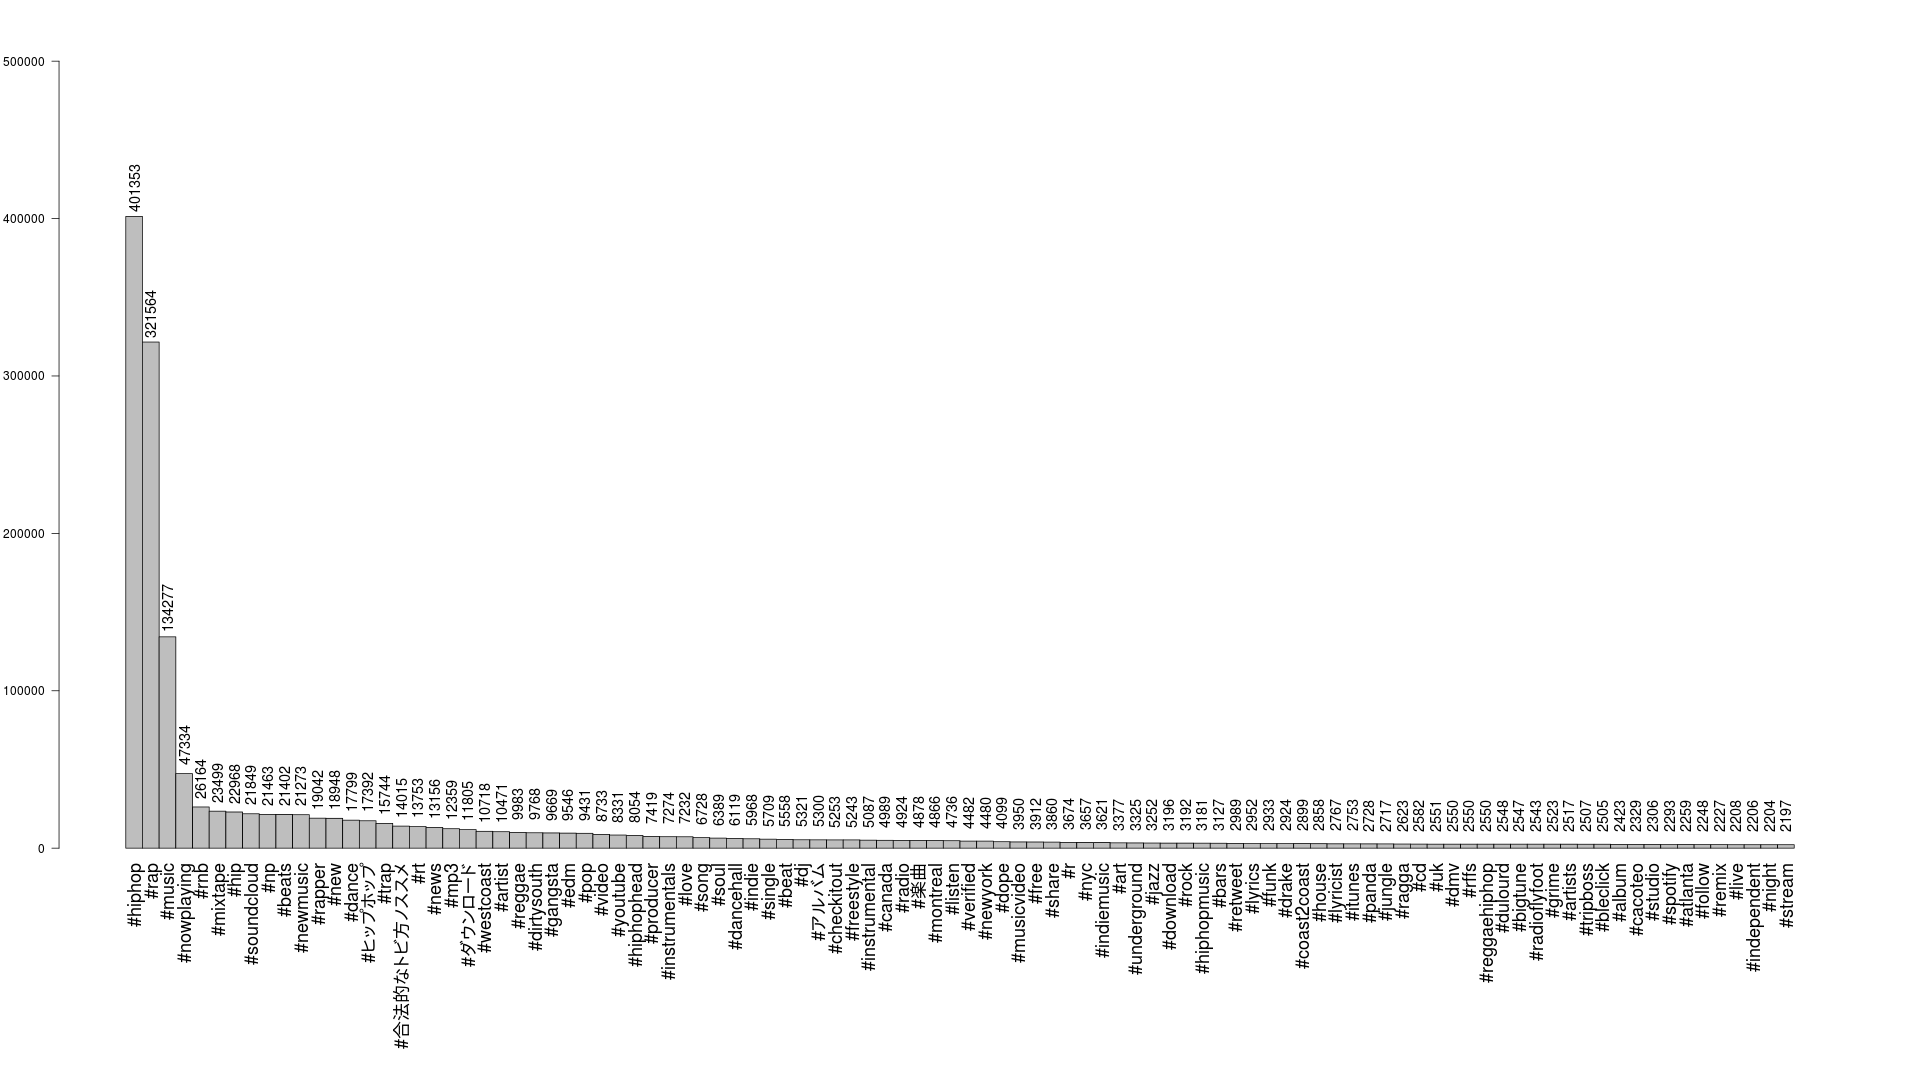 500000
400000
300000
200000
100000
0
401353
321564
134277
47334
26164
23499
22968
21849
21463
21402
21273
19042
18948
17799
17392
15744
14015
13753
13156
12359
11805
10718
10471
9983
9768
9669
9546
9431
8733
8331
8054
7419
7274
7232
6728
6389
6119
5968
5709
5558
5321
5300
5253
5243
5087
4989
4924
4878
4866
4736
4482
4480
4099
3950
3912
3860
3674
3657
3621
3377
3325
3252
3196
3192
3181
3127
2989
2952
2933
2924
2899
2858
2767
2753
2728
2717
2623
2582
2551
2550
2550
2550
2548
2547
2543
2523
2517
2507
2505
2423
2329
2306
2293
2259
2248
2227
2208
2206
2204
2197
#hiphop
#rap
#music
#nowplaying
#rnb
#mixtape
#hip
#soundcloud
#np
#beats
#newmusic
#rapper
#new
#dance
#ヒップホップ
#trap
#合法的なトビ方ノススメ
#rt
#news
#mp3
#ダウンロード
#westcoast
#artist
#reggae
#dirtysouth
#gangsta
#edm
#pop
#video
#youtube
#hiphophead
#producer
#instrumentals
#love
#song
#soul
#dancehall
#indie
#single
#beat
#dj
#アルバム
#checkitout
#freestyle
#instrumental
#canada
#radio
#楽曲
#montreal
#listen
#verified
#newyork
#dope
#musicvideo
#free
#share
#r
#nyc
#indiemusic
#art
#underground
#jazz
#download
#rock
#hiphopmusic
#bars
#retweet
#lyrics
#funk
#drake
#coast2coast
#house
#lyricist
#itunes
#panda
#jungle
#ragga
#cd
#uk
#dmv
#rffs
#reggaehiphop
#dulourd
#bigtune
#radioflyfoot
#grime
#artists
#tripboss
#bleclick
#album
#cacoteo
#studio
#spotify
#atlanta
#follow
#remix
#live
#independent
#night
#stream